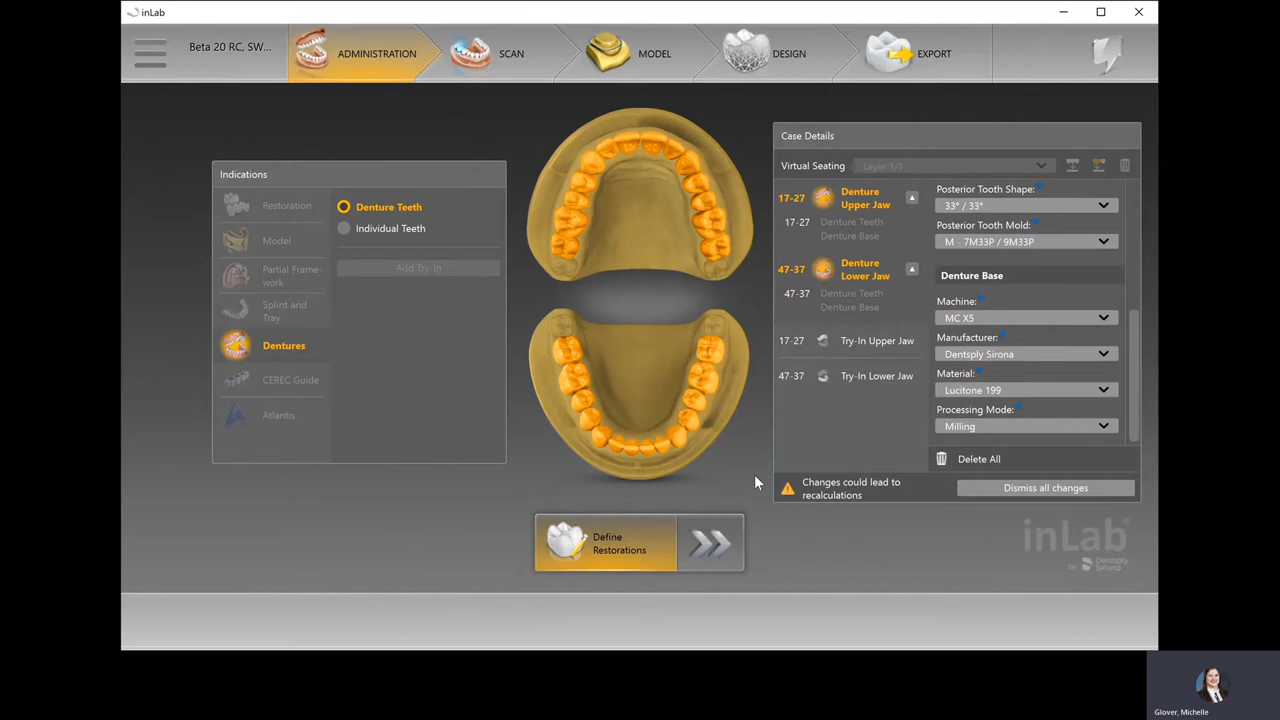 inLab
Beta 20 RC, SW...
ADMINISTRATION
SCAN
MODEL
DESIGN
EXPORT
Indications
Restoration
Model
Partial Frame-
work
Splint and
Tray
Dentures
CEREC Guide
Atlantis
Denture Teeth
Individual Teeth
Add Try-In
Define
Restorations
Case Details
Virtual Seating
Layer 1/1
17-27
Denture
Upper Jaw
17-27
Denture Teeth
Denture Base
47-37
Denture
Lower Jaw
47-37
Denture Teeth
Denture Base
17-27
Try-In Upper Jaw
47-37
Try-In Lower Jaw
Posterior Tooth Shape:
33° / 33°
Posterior Tooth Mold:
M - 7M33P / 9M33P
Denture Base
Machine:
MC X5
Manufacturer:
Dentsply Sirona
Material:
Lucitone 199
Processing Mode:
Milling
Delete All
Changes could lead to
recalculations
Dismiss all changes
inLab®
by Dentsply
Sirona
Glover, Michelle